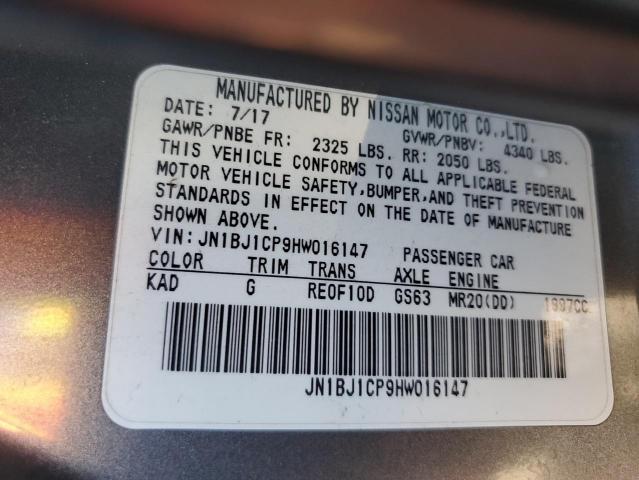 MANUFACTURED BY NISSAN MOTOR CO.,LTD.
DATE: 7/17 GVWR/PNBV: 4340 LBS.
GAWR/PNBE FR: 2325 LBS. RR: 2050 LBS.
THIS VEHICLE CONFORMS TO ALL APPLICABLE FEDERAL
MOTOR VEHICLE SAFETY,BUMPER,AND THEFT PREVENTION
STANDARDS IN EFFECT ON THE DATE OF MANUFACTURE
SHOWN ABOVE.
VIN:JN1BJ1CP9HW016147 PASSENGER CAR
COLOR TRIM TRANS AXLE ENGINE
KAD G RE0F10D GS63 MR20(DD) 1997CC
JN1BJ1CP9HW016147